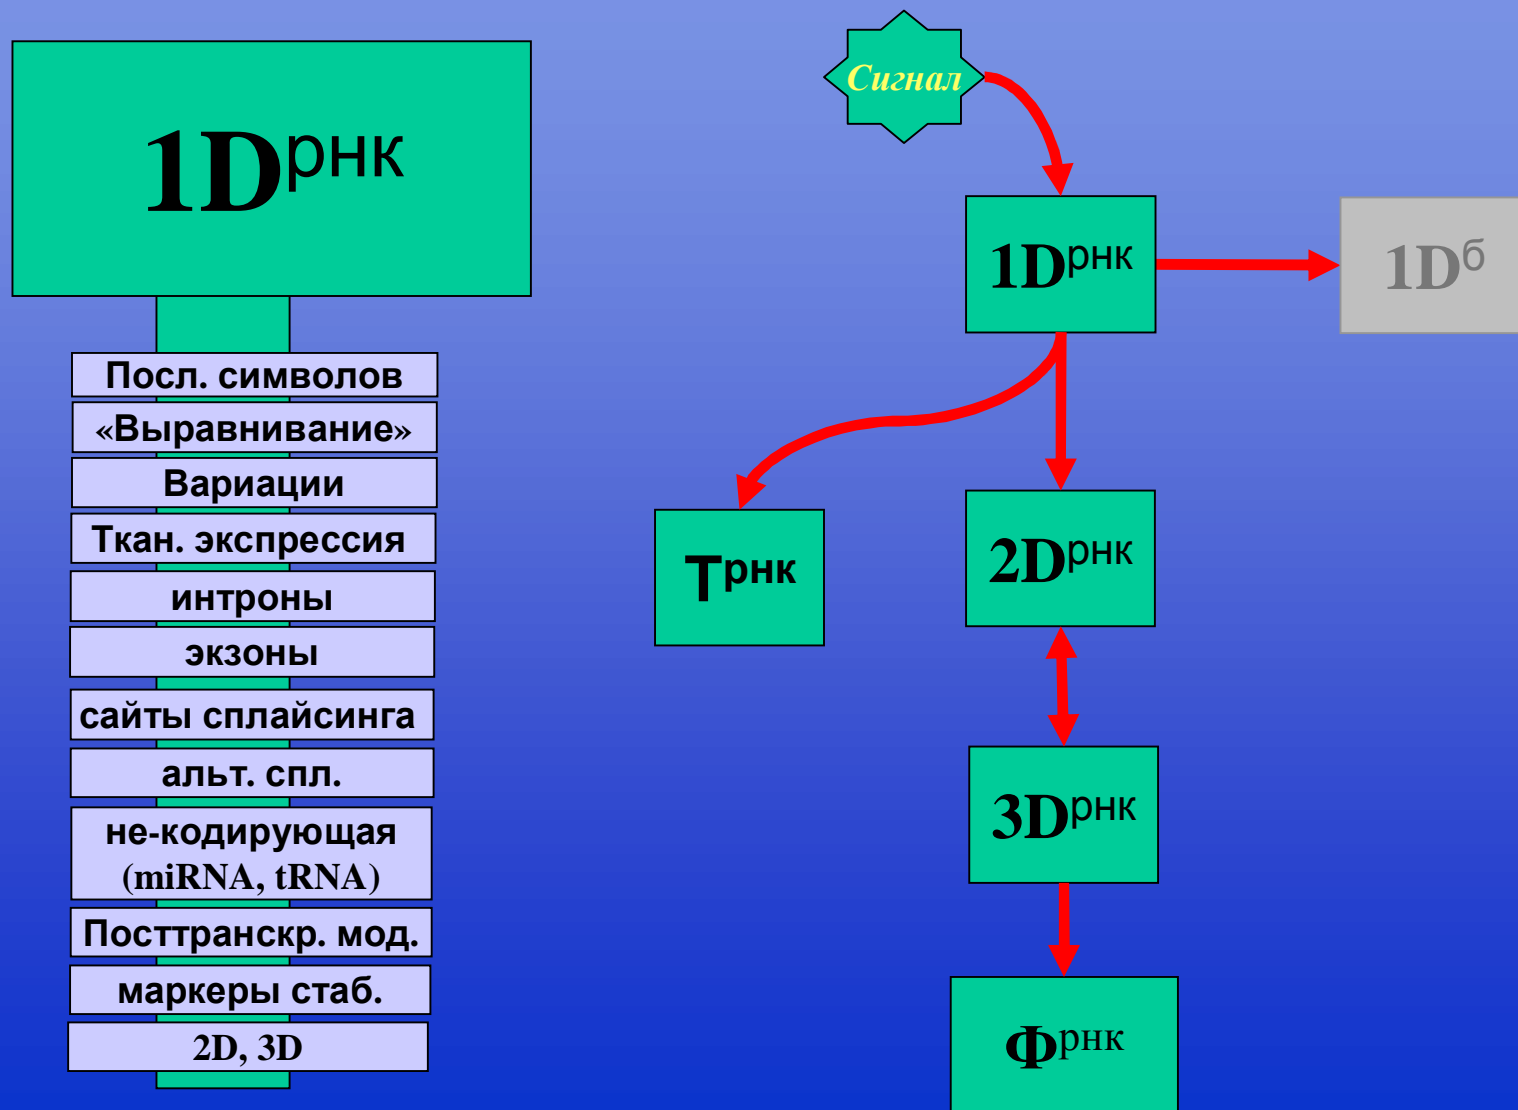 1Dрнк
Посл. символов
«Выравнивание»
Вариации
Ткан. экспрессия
интроны
экзоны
сайты сплайсинга
альт. спл.
не-кодирующая
(miRNA, tRNA)
Посттранскр. мод.
маркеры стаб.
2D, 3D
Сигнал
1Dрнк
1Dб
Трнк
2Dрнк
3Dрнк
Фрнк